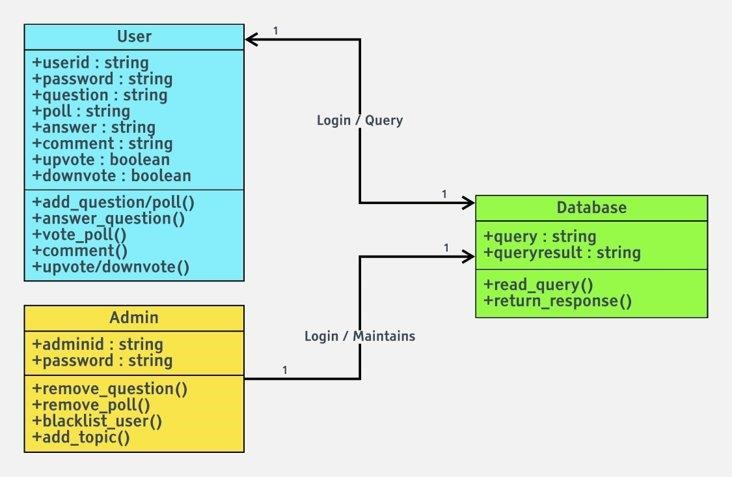 User
+userid : string
+password : string
+question : string
+poll : string
+answer : string
+comment : string
+upvote : boolean
+downvote : boolean
+add_question/poll()
+answer_question()
+vote_poll()
+comment()
+upvote/downvote()
1
Login / Query
1
Database
+query : string
+queryresult : string
+read_query()
+return_response()
1
Login / Maintains
1
Admin
+adminid : string
+password : string
+remove_question()
+remove_poll()
+blacklist_user()
+add_topic()